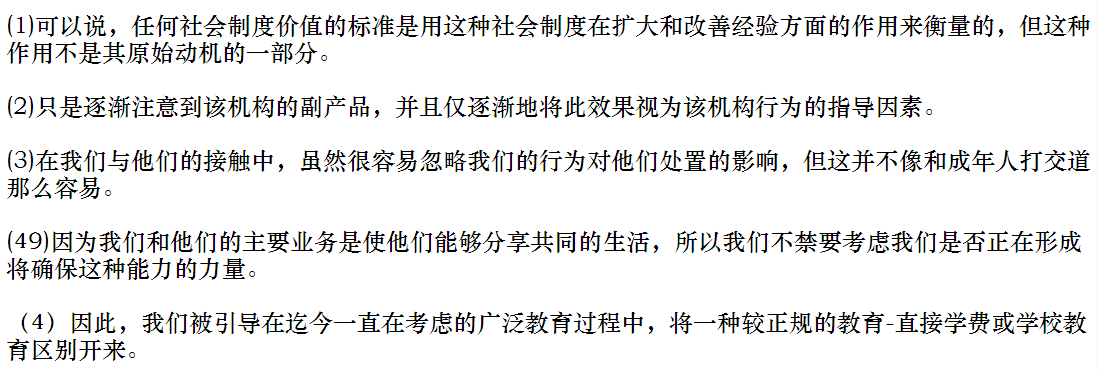 (1)可以说，任何社会制度价值的标准是用这种社会制度在扩大和改善经验方面的作用来衡量的，但这种
作用不是其原始动机的一部分。
(2)只是逐渐注意到该机构的副产品，并且仅逐渐地将此效果视为该机构行为的指导因素。
(3)在我们与他们的接触中，虽然很容易忽略我们的行为对他们处置的影响，但这并不像和成年人打交道
那么容易。
(49)因为我们和他们的主要业务是使他们能够分享共同的生活，所以我们不禁要考虑我们是否正在形成
将确保这种能力的力量。
（4）因此，我们被引导在迄今一直在考虑的广泛教育过程中，将一种较正规的教育-直接学费或学校教
育区别开来。